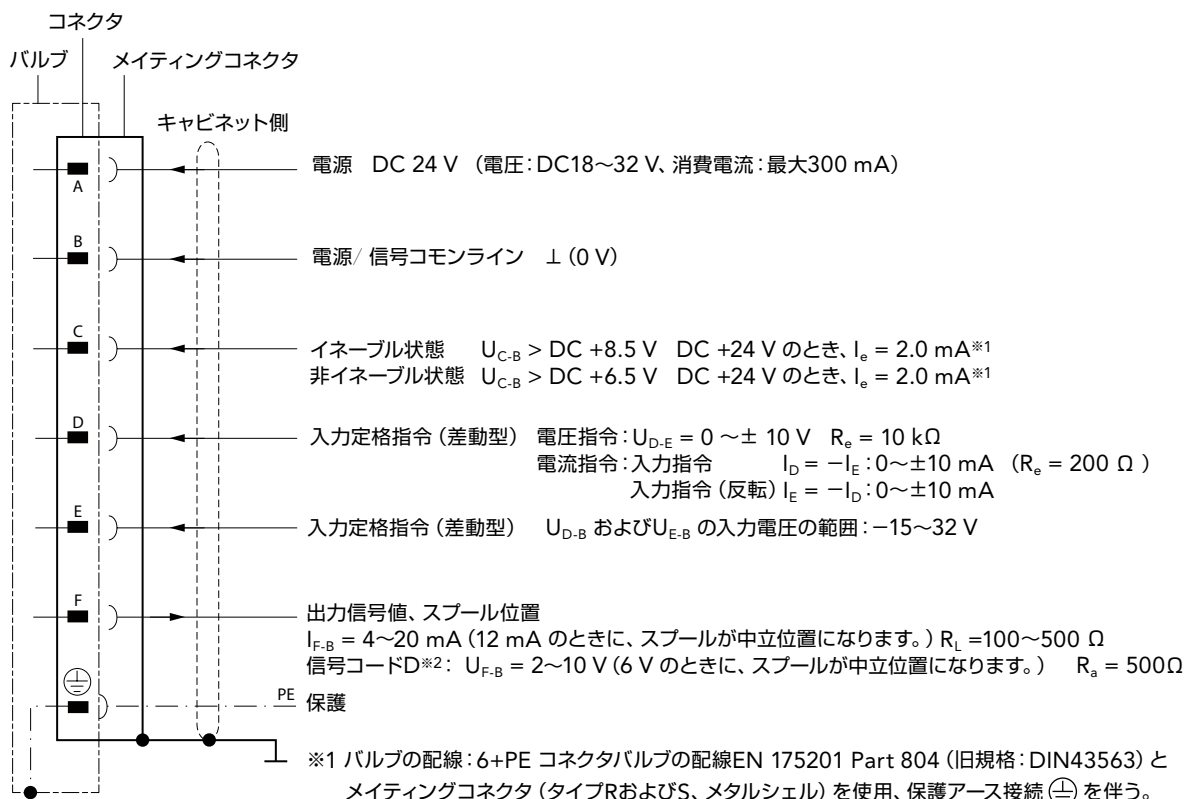 コネクタ
バルブ
メイティングコネクタ
キャビネット側
A
電源 DC 24 V （電圧：DC18～32 V、消費電流：最大300 mA）
B
電源/ 信号コモンライン ⊥ (0 V)
C
イネーブル状態 U_C-B > DC +8.5 V DC +24 V のとき、I_e = 2.0 mA※1
非イネーブル状態 U_C-B > DC +6.5 V DC +24 V のとき、I_e = 2.0 mA※1
D
入力定格指令（差動型） 電圧指令：U_D-E = 0 ～± 10 V R_e = 10 kΩ
電流指令：入力指令 I_D = −I_E：0～±10 mA （R_e = 200 Ω ）
入力指令（反転）I_E = −I_D：0～±10 mA
E
入力定格指令（差動型） U_D-B およびU_E-B の入力電圧の範囲：−15～32 V
F
出力信号値、スプール位置
I_F-B = 4～20 mA（12 mA のときに、スプールが中立位置になります。）R_L =100～500 Ω
信号コードD※2： U_F-B = 2～10 V（6 V のときに、スプールが中立位置になります。） R_a = 500Ω
PE 保護
※1 バルブの配線：6+PE コネクタバルブの配線EN 175201 Part 804（旧規格：DIN43563）と
メイティングコネクタ（タイプRおよびS、メタルシェル）を使用、保護アース接続 を伴う。